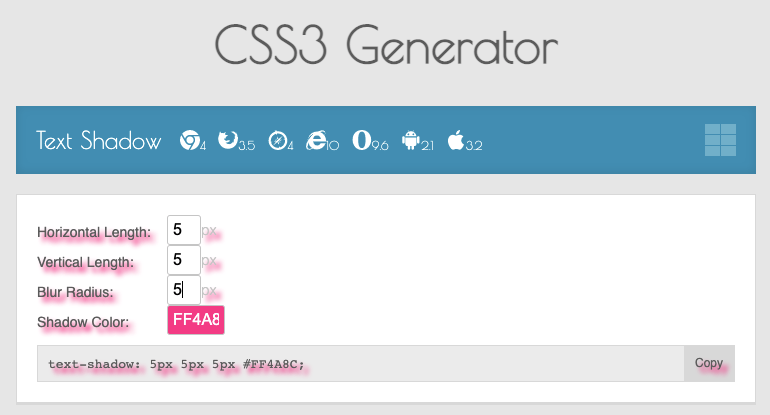 CSS3 Generator
Text Shadow 4 3.5 4 10 9.6 2.1 3.2
Horizontal Length: 5 px
Vertical Length: 5 px
Blur Radius: 5 px
Shadow Color: FF4A8
text-shadow: 5px 5px 5px #FF4A8C; Copy